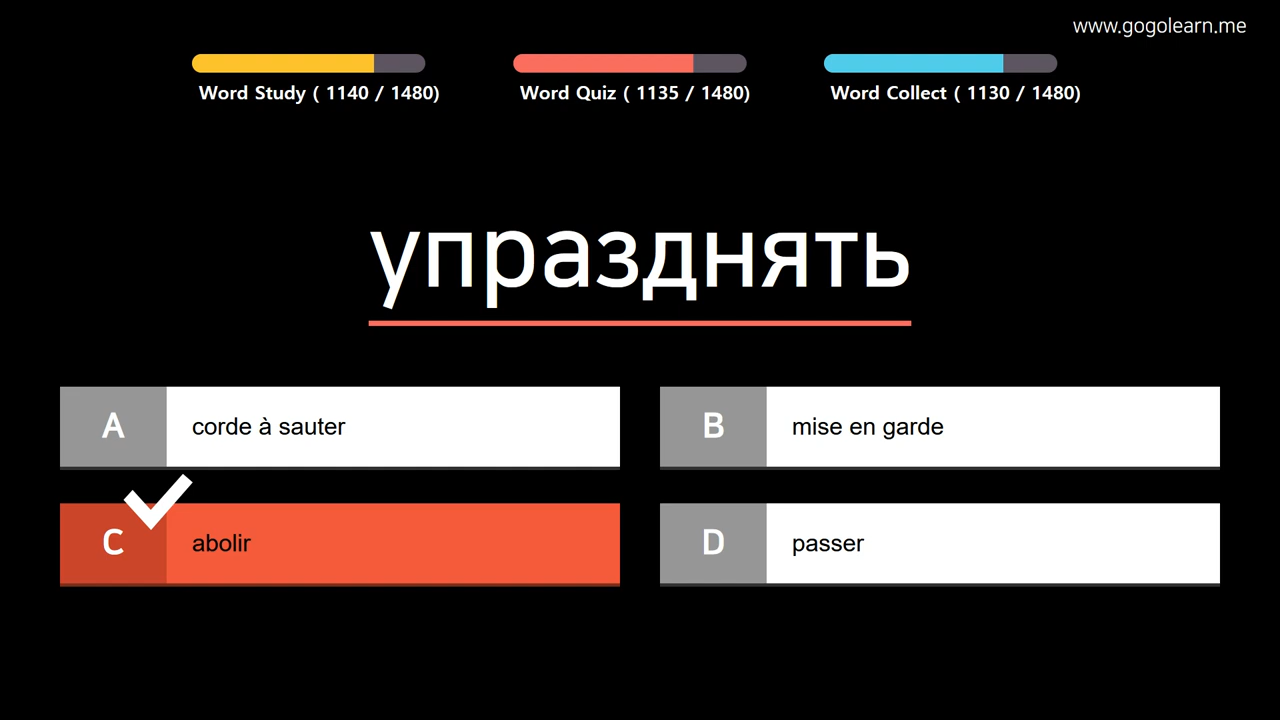 www.gogolearn.me
Word Study ( 1140 / 1480)
Word Quiz ( 1135 / 1480)
Word Collect ( 1130 / 1480)
упразднять
A corde à sauter
B mise en garde
C abolir
D passer